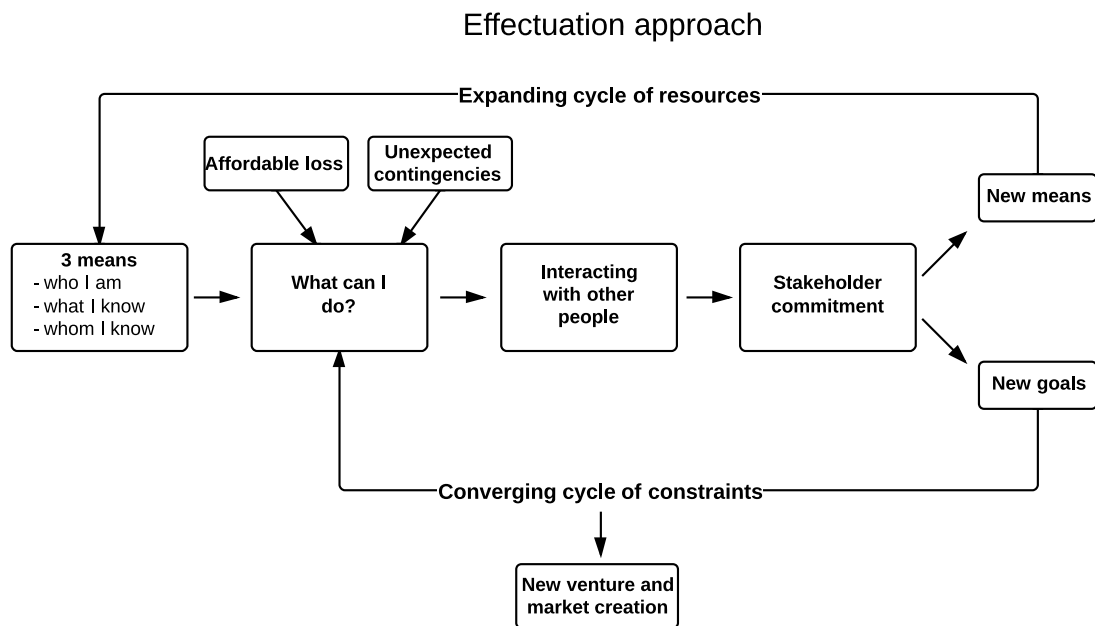 Effectuation approach
Expanding cycle of resources
Affordable loss
Unexpected
contingencies
New means
3 means
- who I am
- what I know
- whom I know
What can I
do?
Interacting
with other
people
Stakeholder
commitment
New goals
Converging cycle of constraints
New venture and
market creation